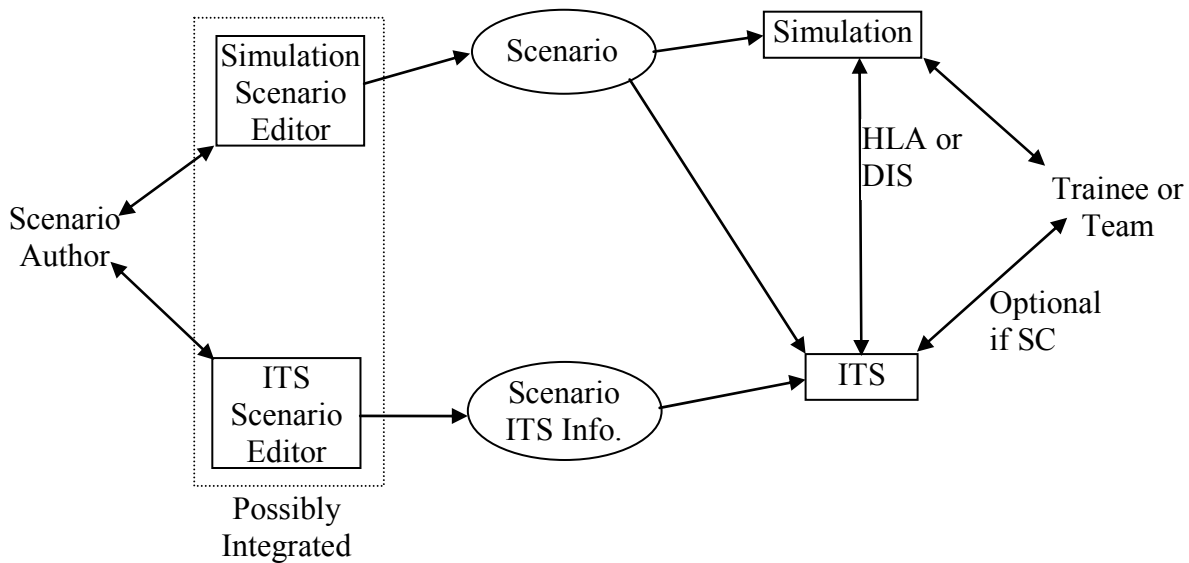 Simulation
Scenario
Editor
Scenario
Simulation
HLA or
DIS
Scenario
Author
Trainee or
Team
Optional
if SC
ITS
Scenario
Editor
Scenario
ITS Info.
ITS
Possibly
Integrated